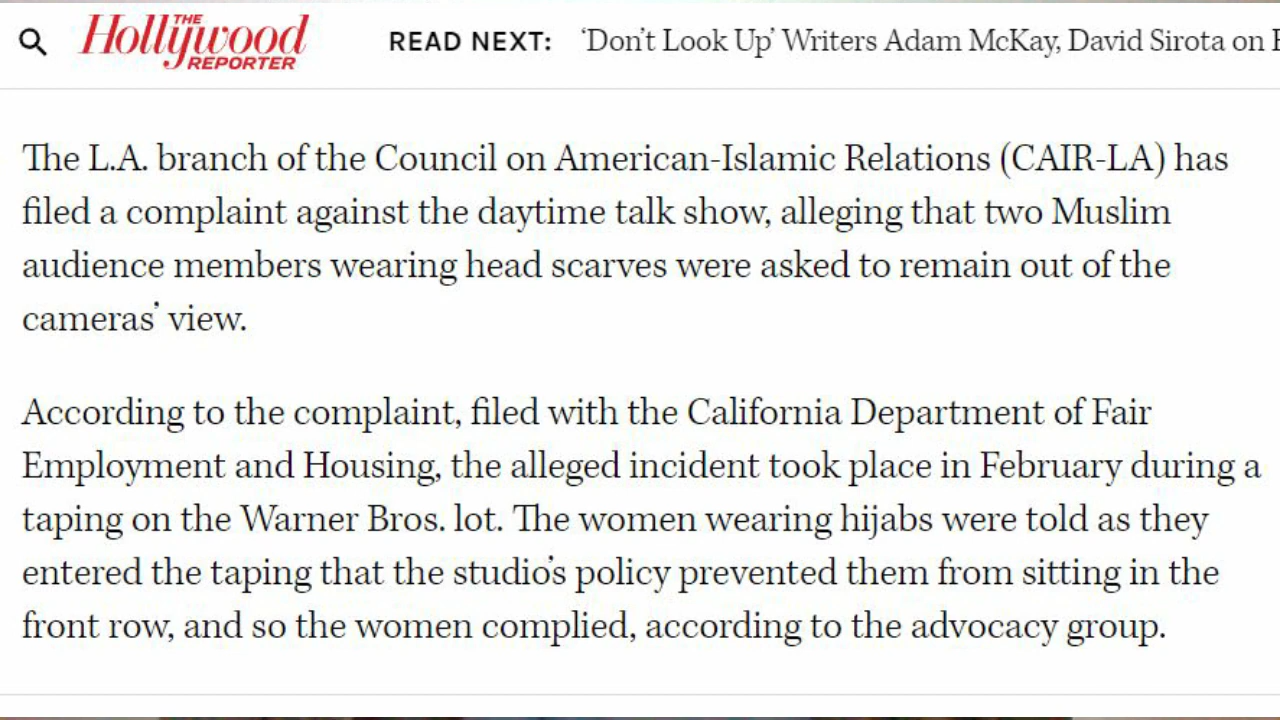 THE
Hollywood
REPORTER
READ NEXT: ‘Don’t Look Up’ Writers Adam McKay, David Sirota on
The L.A. branch of the Council on American-Islamic Relations (CAIR-LA) has
filed a complaint against the daytime talk show, alleging that two Muslim
audience members wearing head scarves were asked to remain out of the
cameras’ view.
According to the complaint, filed with the California Department of Fair
Employment and Housing, the alleged incident took place in February during a
taping on the Warner Bros. lot. The women wearing hijabs were told as they
entered the taping that the studio’s policy prevented them from sitting in the
front row, and so the women complied, according to the advocacy group.